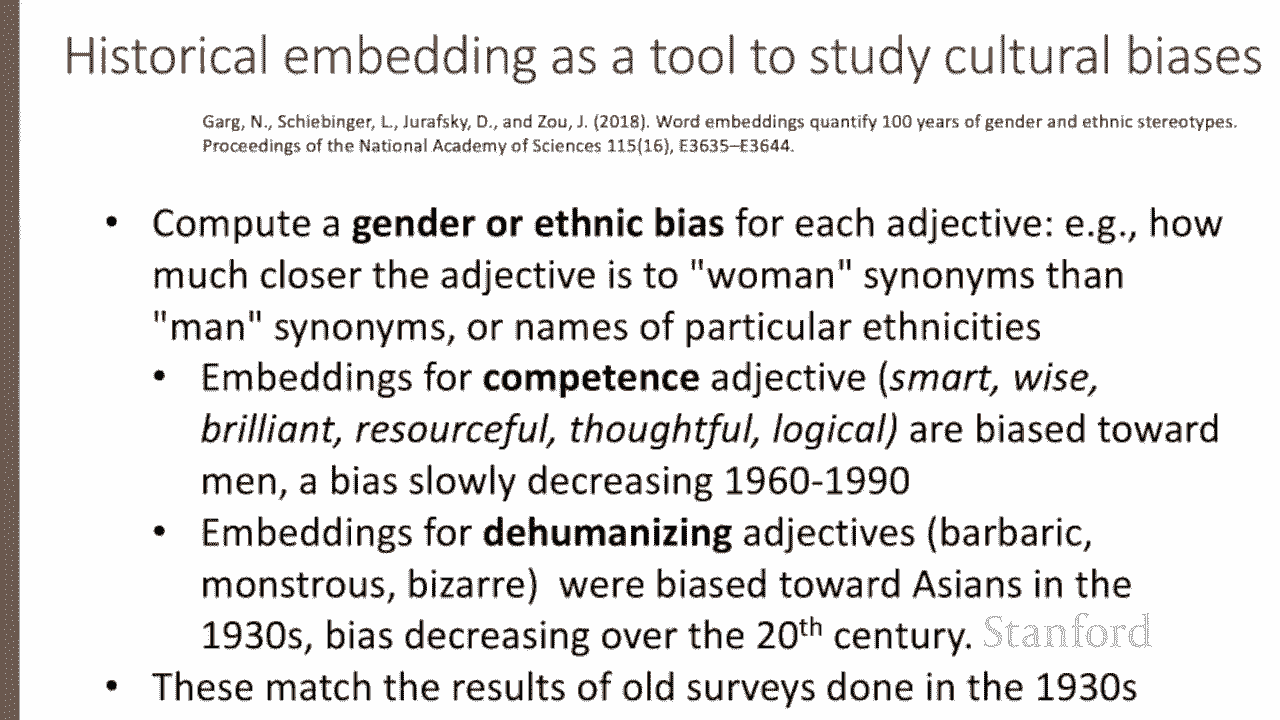 Historical embedding as a tool to study cultural biases
Garg, N., Schiebinger, L., Jurafsky, D., and Zou, J. (2018). Word embeddings quantify 100 years of gender and ethnic stereotypes.
Proceedings of the National Academy of Sciences 115(16), E3635–E3644.
• Compute a gender or ethnic bias for each adjective: e.g., how
much closer the adjective is to "woman" synonyms than
"man" synonyms, or names of particular ethnicities
• Embeddings for competence adjective (smart, wise,
brilliant, resourceful, thoughtful, logical) are biased toward
men, a bias slowly decreasing 1960-1990
• Embeddings for dehumanizing adjectives (barbaric,
monstrous, bizarre) were biased toward Asians in the
1930s, bias decreasing over the 20th century.
Stanford
• These match the results of old surveys done in the 1930s